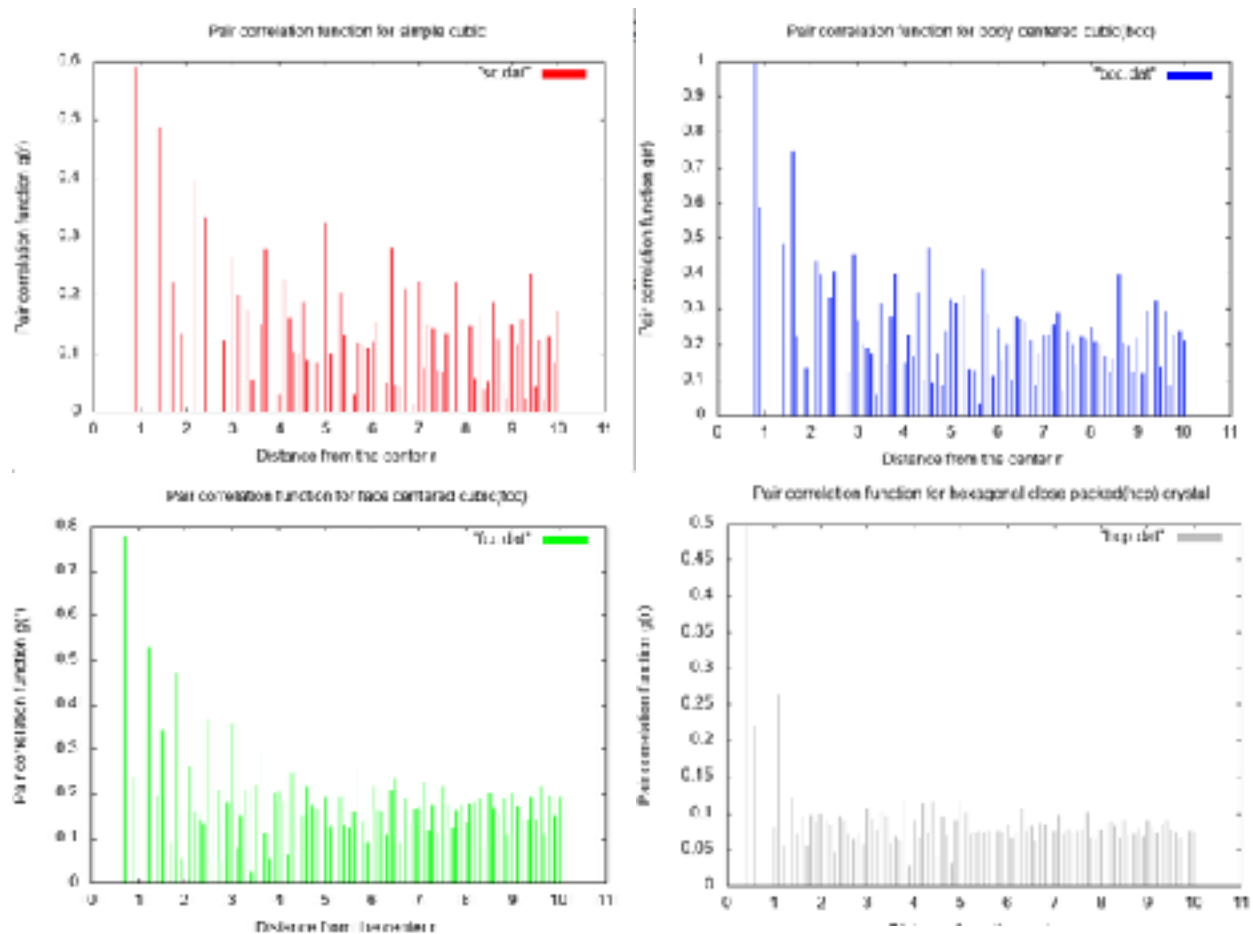 Pair correlation function for simple cubic
"sc.dat"
Pair correlation function g(r)
0.6
0.5
0.4
0.3
0.2
0.1
0
0 1 2 3 4 5 6 7 8 9 10 11
Distance from the center r
Pair correlation function for body centered cubic(bcc)
"bcc.dat"
Pair correlation function g(r)
1
0.9
0.8
0.7
0.6
0.5
0.4
0.3
0.2
0.1
0
0 1 2 3 4 5 6 7 8 9 10 11
Distance from the center r
Pair correlation function for face centered cubic(fcc)
"fcc.dat"
Pair correlation function g(r)
0.8
0.7
0.6
0.5
0.4
0.3
0.2
0.1
0
0 1 2 3 4 5 6 7 8 9 10 11
Distance from the center r
Pair correlation function for hexagonal close packed(hcp) crystal
"hcp.dat"
Pair correlation function g(r)
0.5
0.45
0.4
0.35
0.3
0.25
0.2
0.15
0.1
0.05
0
0 1 2 3 4 5 6 7 8 9 10 11